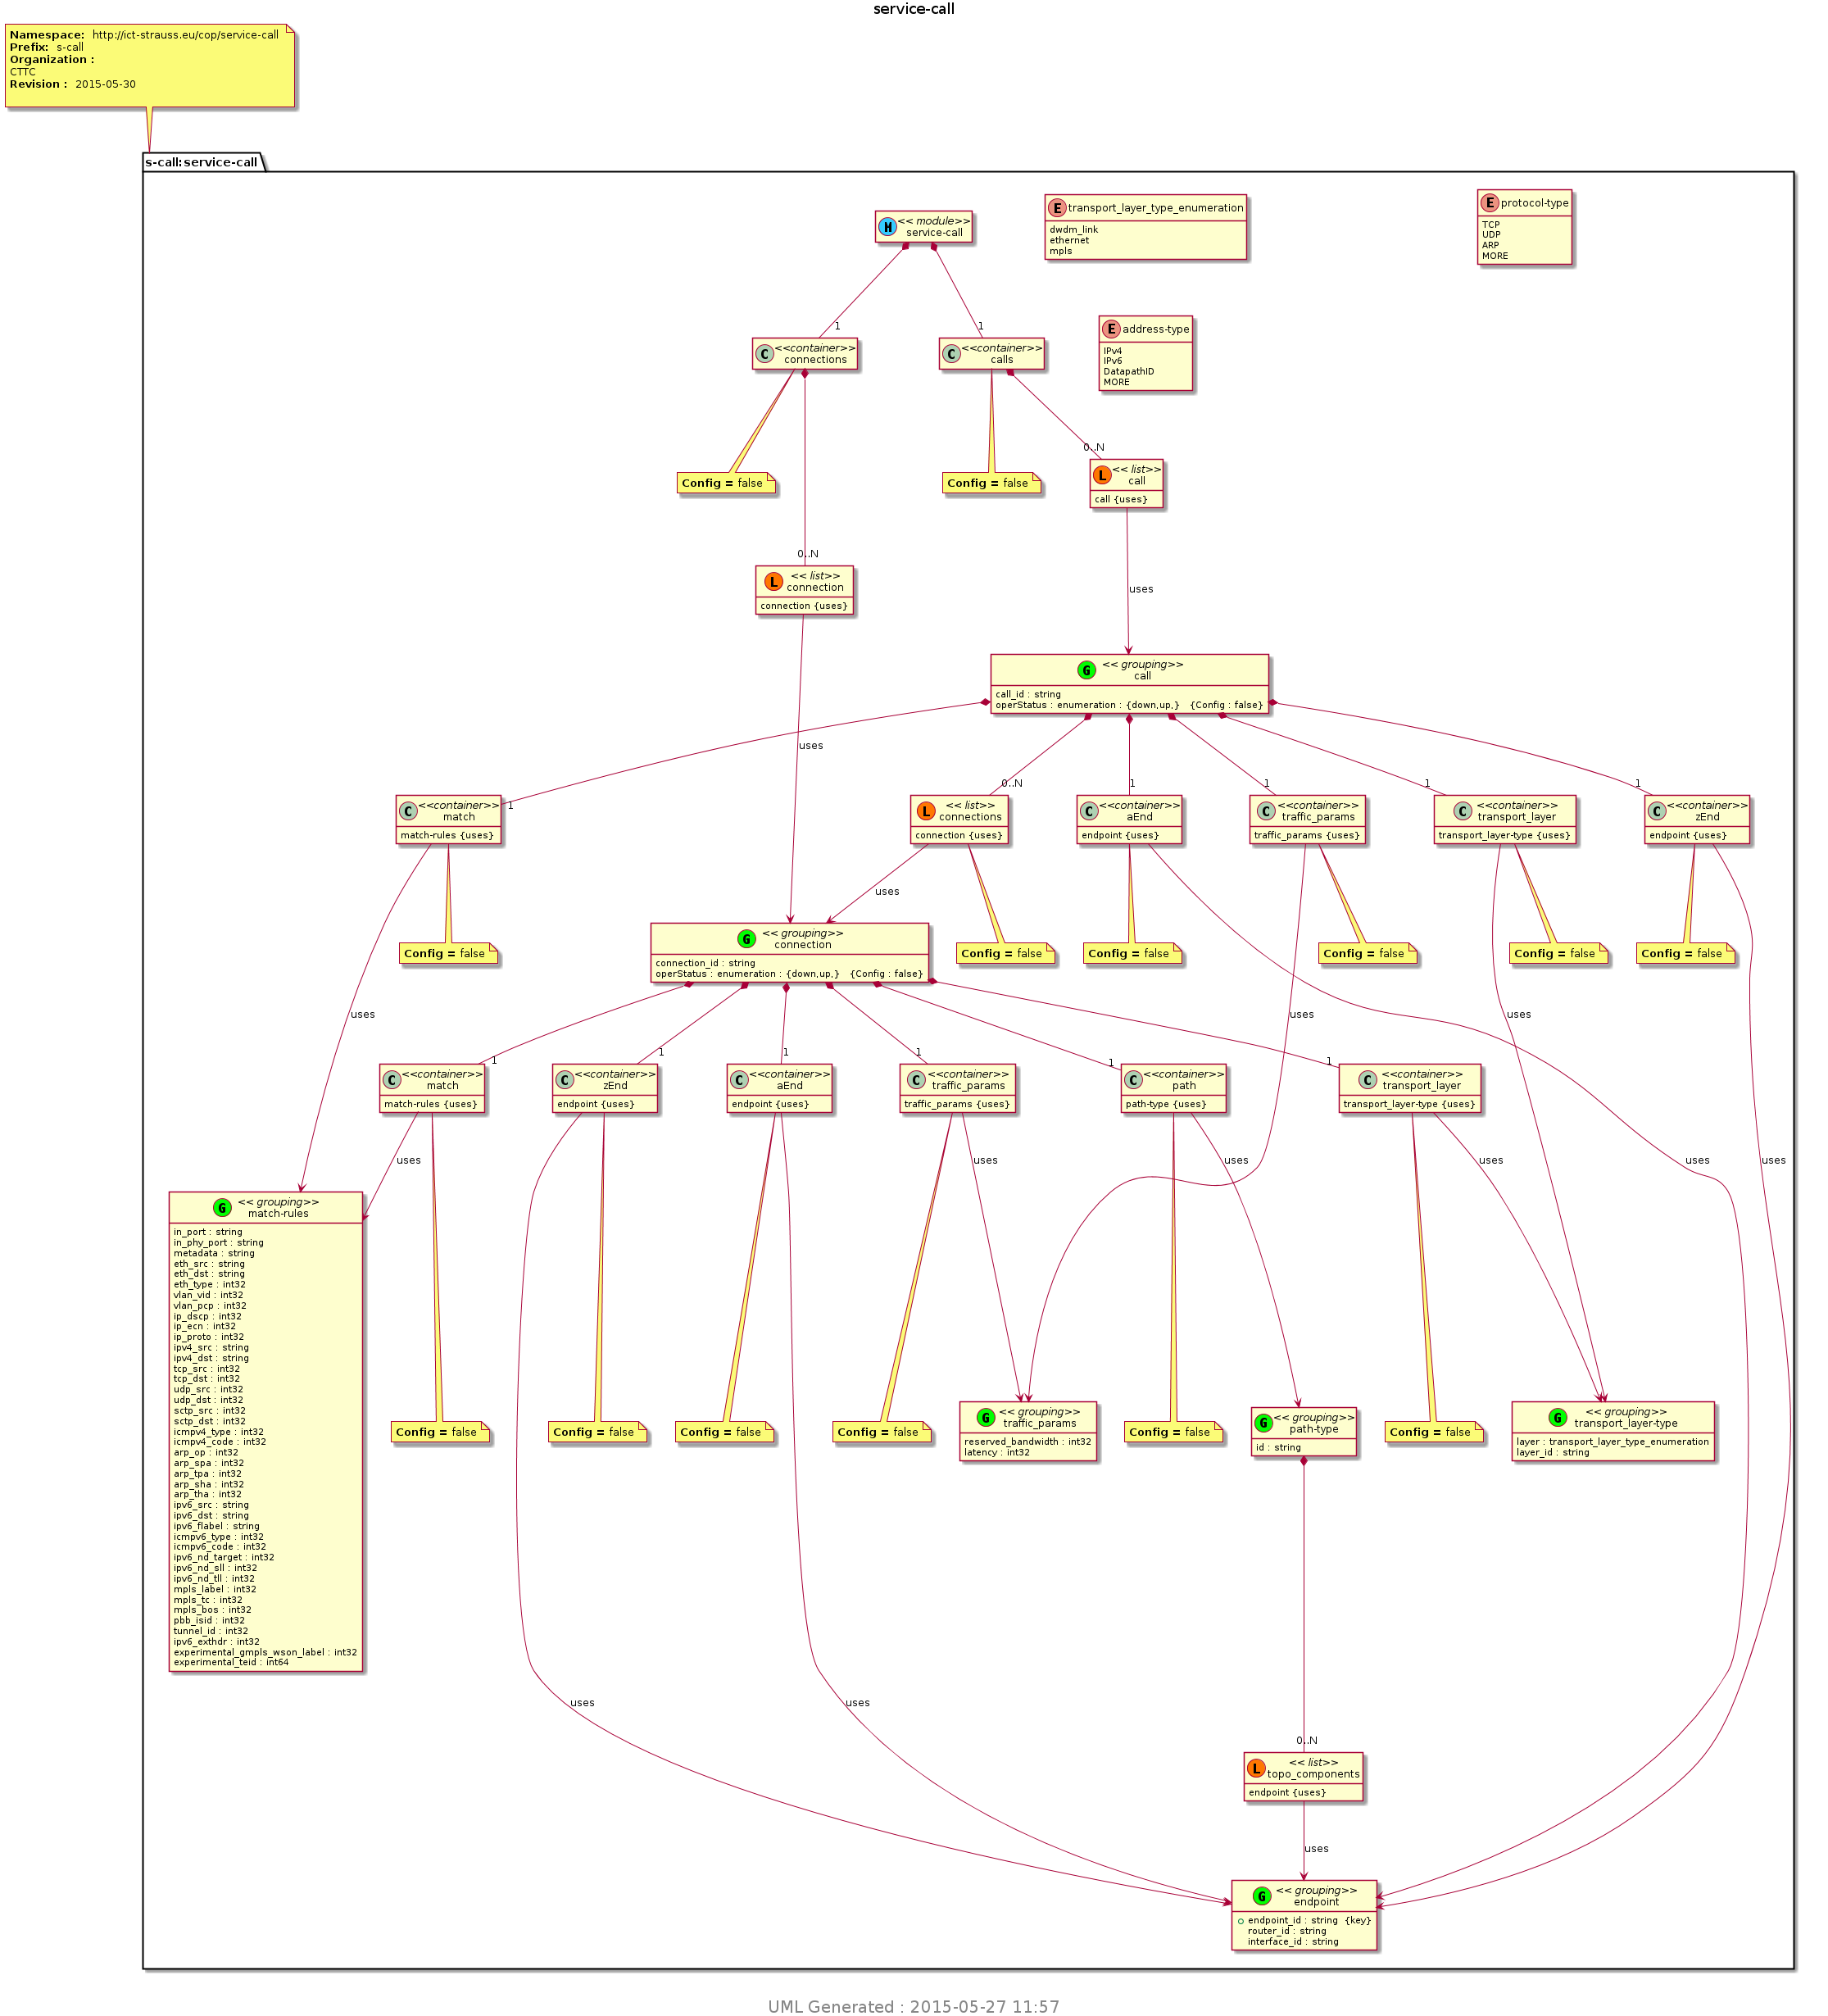 service-call
Namespace: http://ict-strauss.eu/cop/service-call
Prefix: s-call
Organization :
CTTC
Revision : 2015-05-30
s-call:service-call
M << module>>
service-call
E transport_layer_type_enumeration
dwdm_link
ethernet
mpls
E protocol-type
TCP
UDP
ARP
MORE
1
1
C <<container>>
connections
C <<container>>
calls
E address-type
IPv4
IPv6
DatapathID
MORE
0..N
Config = false
Config = false
L << list>>
call
call {uses}
0..N
L << list>>
connection
connection {uses}
uses
G << grouping>>
call
call_id : string
operStatus : enumeration : {down,up,} {Config : false}
uses
1
0..N
1
1
1
1
C <<container>>
match
match-rules {uses}
L << list>>
connections
connection {uses}
C <<container>>
aEnd
endpoint {uses}
C <<container>>
traffic_params
traffic_params {uses}
C <<container>>
transport_layer
transport_layer-type {uses}
C <<container>>
zEnd
endpoint {uses}
uses
Config = false
G << grouping>>
connection
connection_id : string
operStatus : enumeration : {down,up,} {Config : false}
Config = false
Config = false
Config = false
Config = false
Config = false
uses
uses
uses
1
1
1
1
1
1
C <<container>>
match
match-rules {uses}
C <<container>>
zEnd
endpoint {uses}
C <<container>>
aEnd
endpoint {uses}
C <<container>>
traffic_params
traffic_params {uses}
C <<container>>
path
path-type {uses}
C <<container>>
transport_layer
transport_layer-type {uses}
uses
uses
uses
uses
uses
uses
G << grouping>>
match-rules
in_port : string
in_phy_port : string
metadata : string
eth_src : string
eth_dst : string
eth_type : int32
vlan_vid : int32
vlan_pcp : int32
ip_dscp : int32
ip_ecn : int32
ip_proto : int32
ipv4_src : string
ipv4_dst : string
tcp_src : int32
tcp_dst : int32
udp_src : int32
udp_dst : int32
sctp_src : int32
sctp_dst : int32
icmpv4_type : int32
icmpv4_code : int32
arp_op : int32
arp_spa : int32
arp_tpa : int32
arp_sha : int32
arp_tha : int32
ipv6_src : string
ipv6_dst : string
ipv6_flabel : string
icmpv6_type : int32
icmpv6_code : int32
ipv6_nd_target : int32
ipv6_nd_sll : int32
ipv6_nd_tll : int32
mpls_label : int32
mpls_tc : int32
mpls_bos : int32
pbb_isid : int32
tunnel_id : int32
ipv6_exthdr : int32
experimental_gmpls_wson_label : int32
experimental_teid : int64
Config = false
Config = false
Config = false
Config = false
G << grouping>>
traffic_params
reserved_bandwidth : int32
latency : int32
Config = false
G << grouping>>
path-type
id : string
Config = false
G << grouping>>
transport_layer-type
layer : transport_layer_type_enumeration
layer_id : string
uses
uses
0..N
L << list>>
topo_components
endpoint {uses}
uses
G << grouping>>
endpoint
endpoint_id : string {key}
router_id : string
interface_id : string
UML Generated : 2015-05-27 11:57